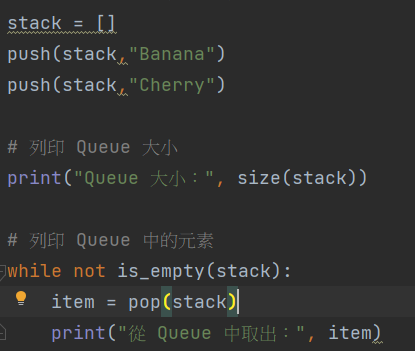 stack = []
push(stack,"Banana")
push(stack,"Cherry")
# 列印 Queue 大小
print("Queue 大小：", size(stack))
# 列印 Queue 中的元素
while not is_empty(stack):
item = pop(stack)
print("從 Queue 中取出：", item)